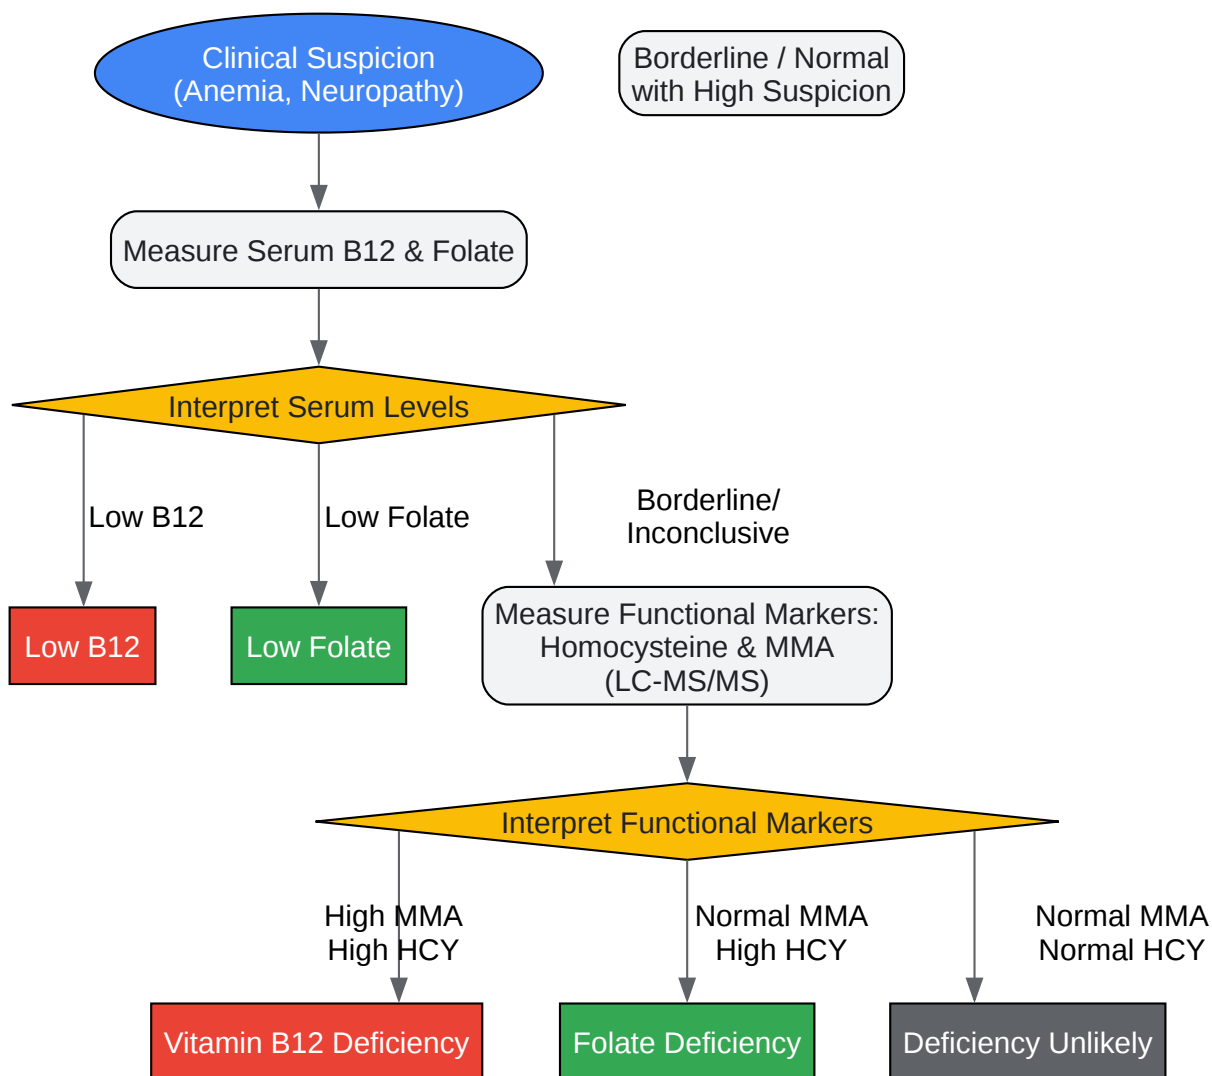 Clinical Suspicion
(Anemia, Neuropathy)
Borderline / Normal
with High Suspicion
Measure Serum B12 & Folate
Interpret Serum Levels
Low B12
Low Folate
Borderline/
Inconclusive
Low B12
Low Folate
Measure Functional Markers:
Homocysteine & MMA
(LC-MS/MS)
Interpret Functional Markers
High MMA
High HCY
Normal MMA
High HCY
Normal MMA
Normal HCY
Vitamin B12 Deficiency
Folate Deficiency
Deficiency Unlikely